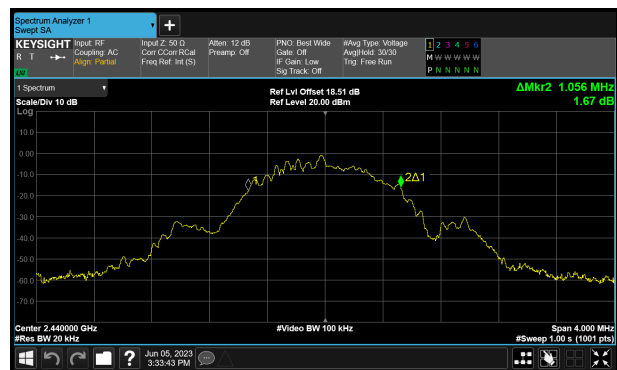 Spectrum Analyzer 1
Swept SA
+
KEYSIGHT
R T
LXI
Input: RF
Coupling: AC
Align: Partial
Input Z: 50 Ω
Corr CCorr RCal
Freq Ref: Int (S)
Atten: 12 dB
Preamp: Off
PNO: Best Wide
Gate: Off
IF Gain: Low
Sig Track: Off
#Avg Type: Voltage
Avg|Hold: 30/30
Trig: Free Run
1 2 3 4 5 6
M W W W W W
P N N N N N
1 Spectrum
Scale/Div 10 dB
Ref Lvl Offset 18.51 dB
Ref Level 20.00 dBm
ΔMkr2 1.056 MHz
1.67 dB
Log
10.0
0.00
-10.0
-20.0
-30.0
-40.0
-50.0
-60.0
-70.0
1
2Δ1
Center 2.440000 GHz
#Res BW 20 kHz
#Video BW 100 kHz
Span 4.000 MHz
#Sweep 1.00 s (1001 pts)
?
Jun 05, 2023
3:33:43 PM